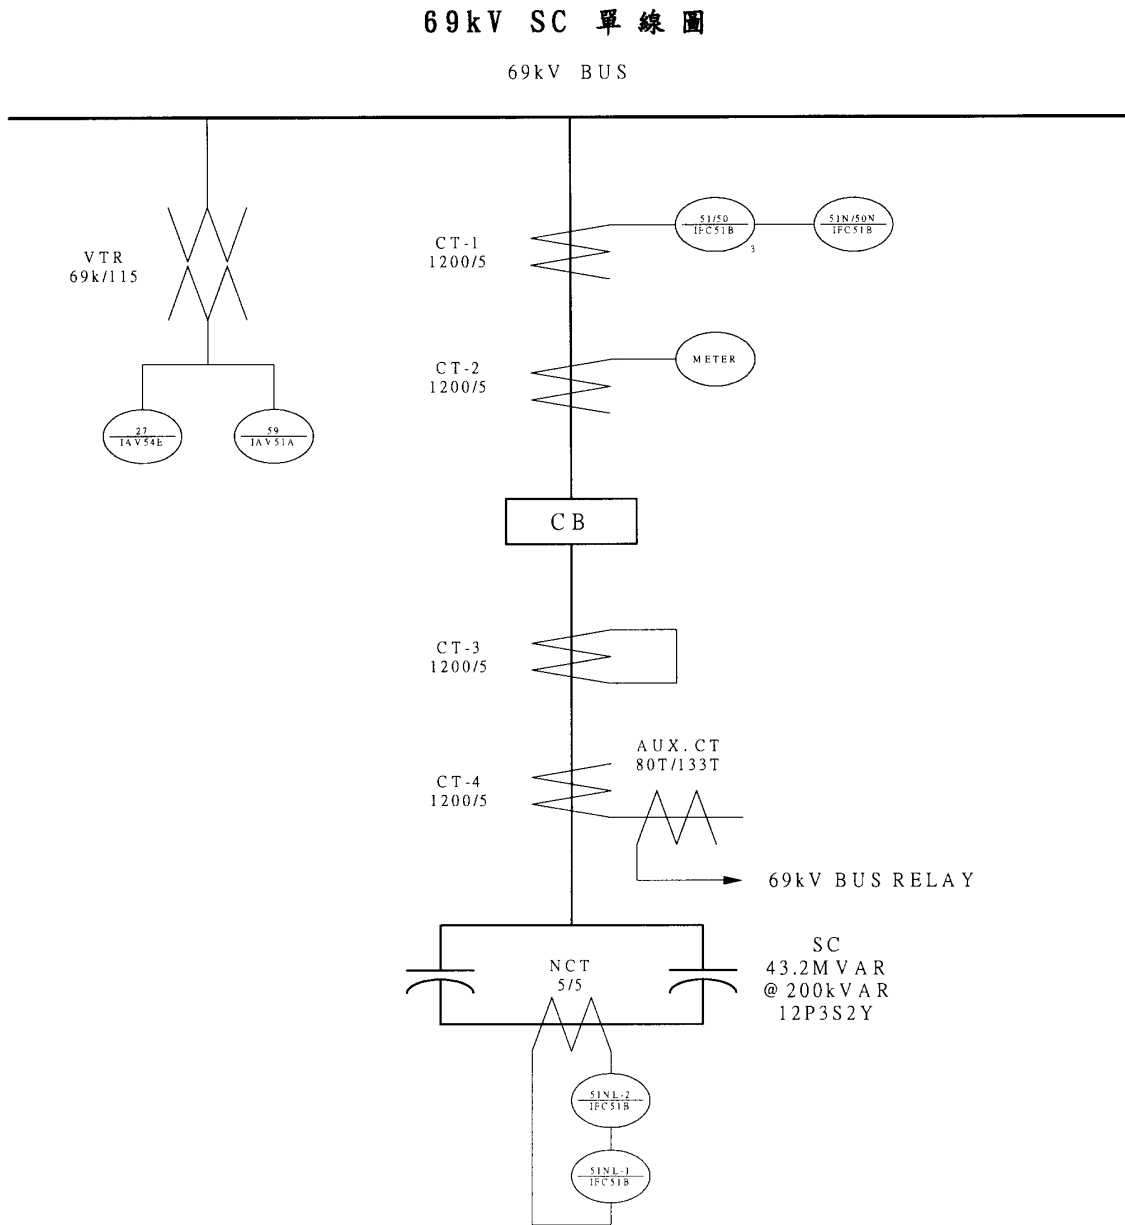 69kV SC 單線圖
69kV BUS
VTR
69k/115
27
IAV54E
59
IAV51A
CT-1
1200/5
51/50
IFC51B
3
51N/50N
IFC51B
CT-2
1200/5
METER
CB
CT-3
1200/5
CT-4
1200/5
AUX. CT
80T/133T
69kV BUS RELAY
NCT
5/5
SC
43.2MVAR
@200kVAR
12P3S2Y
51NL-2
IFC51B
51NL-1
IFC51B